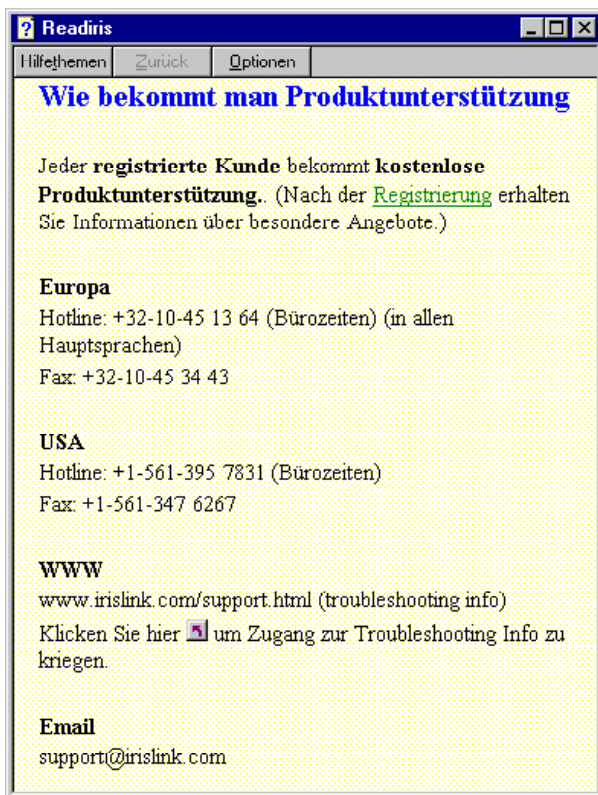 Readiris
Hilfethemen Zurück Optionen
Wie bekommt man Produktunterstützung
Jeder registrierte Kunde bekommt kostenlose
Produktunterstützung.. (Nach der Registrierung erhalten
Sie Informationen über besondere Angebote.)
Europa
Hotline: +32-10-45 13 64 (Bürozeiten) (in allen
Hauptsprachen)
Fax: +32-10-45 34 43
USA
Hotline: +1-561-395 7831 (Bürozeiten)
Fax: +1-561-347 6267
WWW
www.irislink.com/support.html (troubleshooting info)
Klicken Sie hier um Zugang zur Troubleshooting Info zu
kriegen.
Email
support@irislink.com